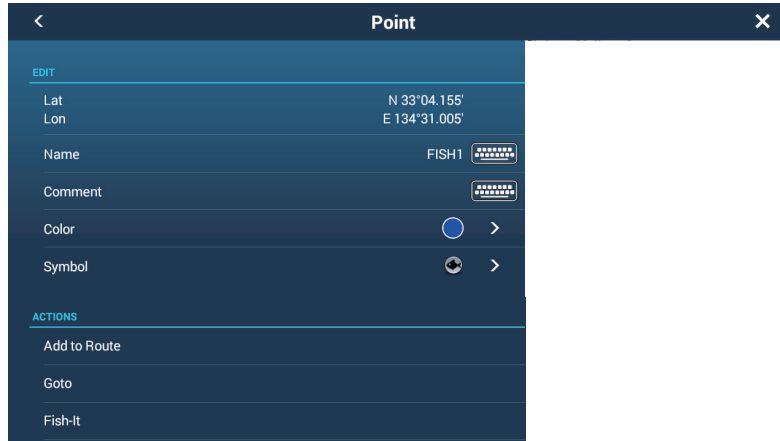 Point
EDIT
Lat N 33°04.155'
Lon E 134°31.005'
Name FISH1
Comment
Color
Symbol
ACTIONS
Add to Route
Goto
Fish-It